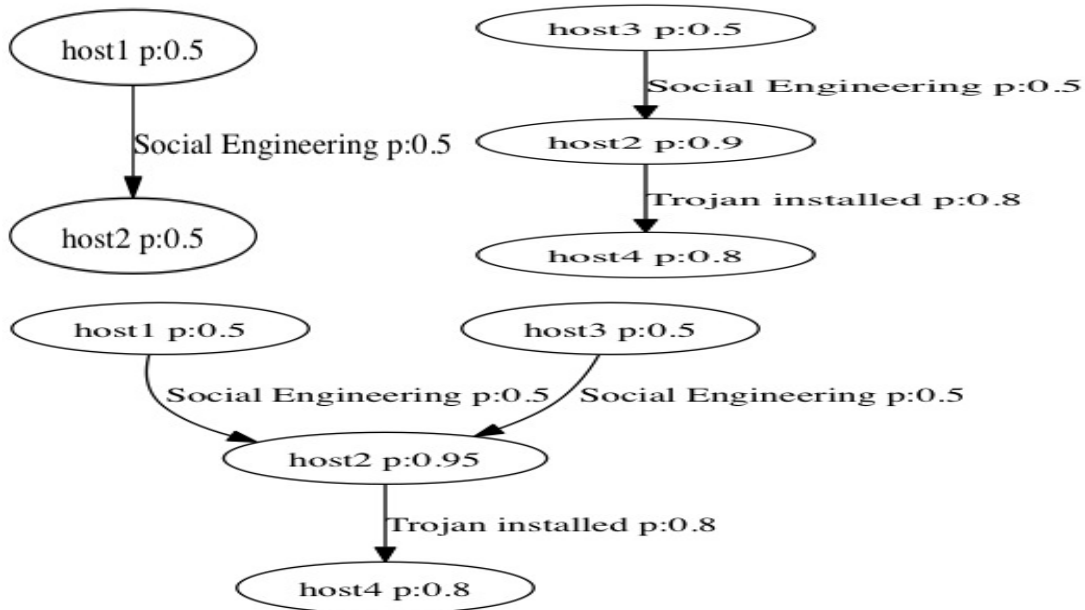 host1 p:0.5
Social Engineering p:0.5
host2 p:0.5
host3 p:0.5
Social Engineering p:0.5
host2 p:0.9
Trojan installed p:0.8
host4 p:0.8
host1 p:0.5
host3 p:0.5
Social Engineering p:0.5
Social Engineering p:0.5
host2 p:0.95
Trojan installed p:0.8
host4 p:0.8